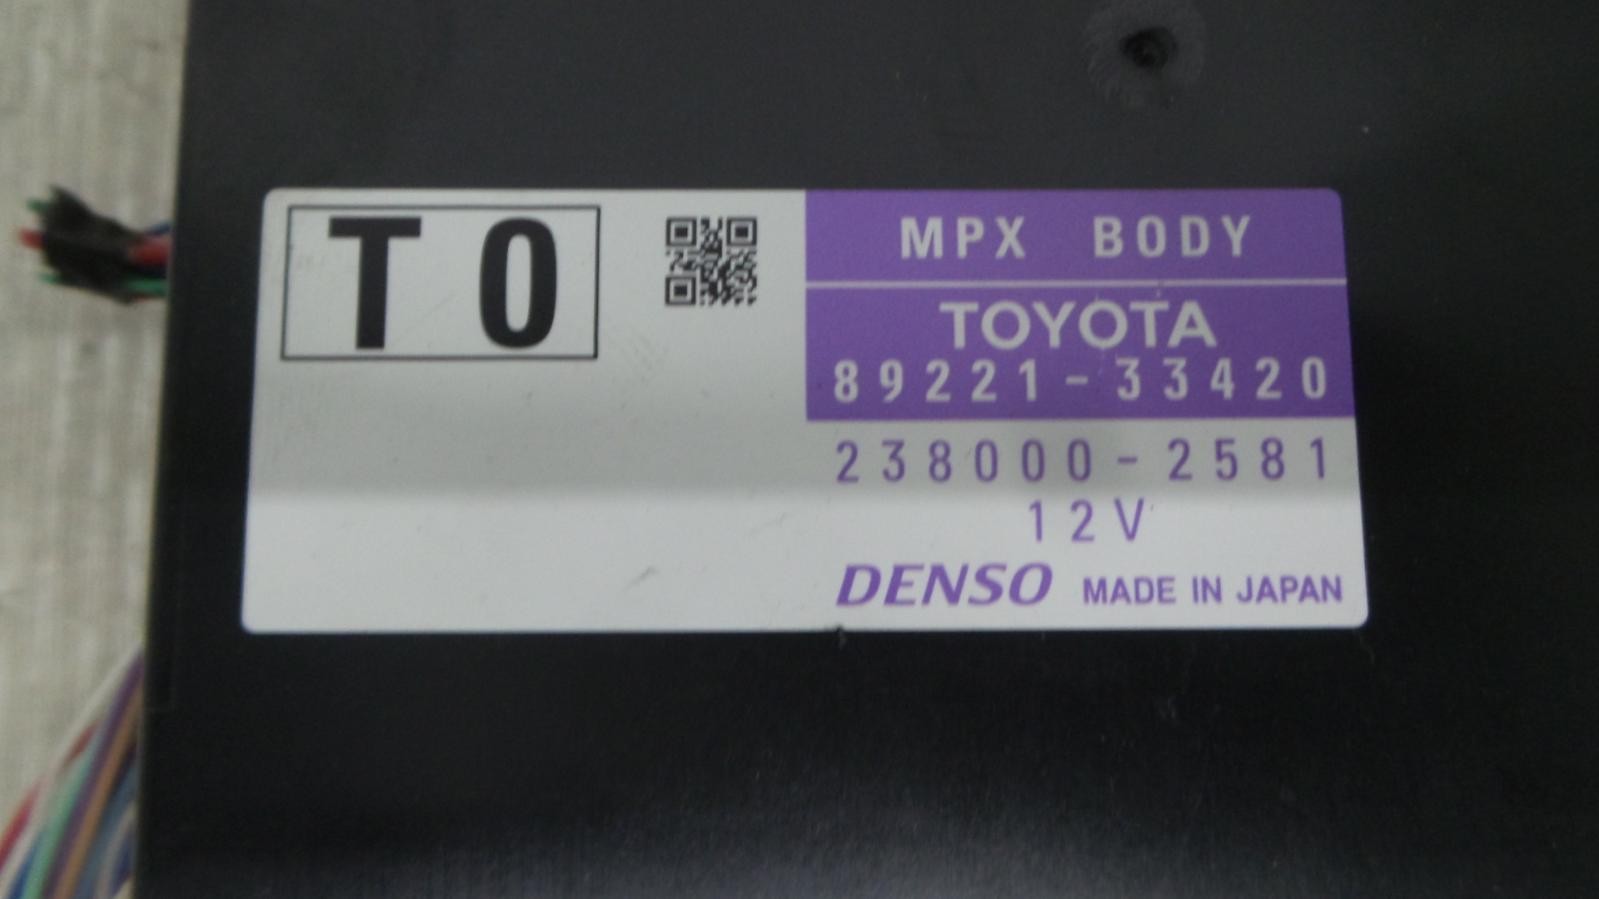 T0
MPX BODY
TOYOTA
89221-33420
238000-2581
12V
DENSO MADE IN JAPAN